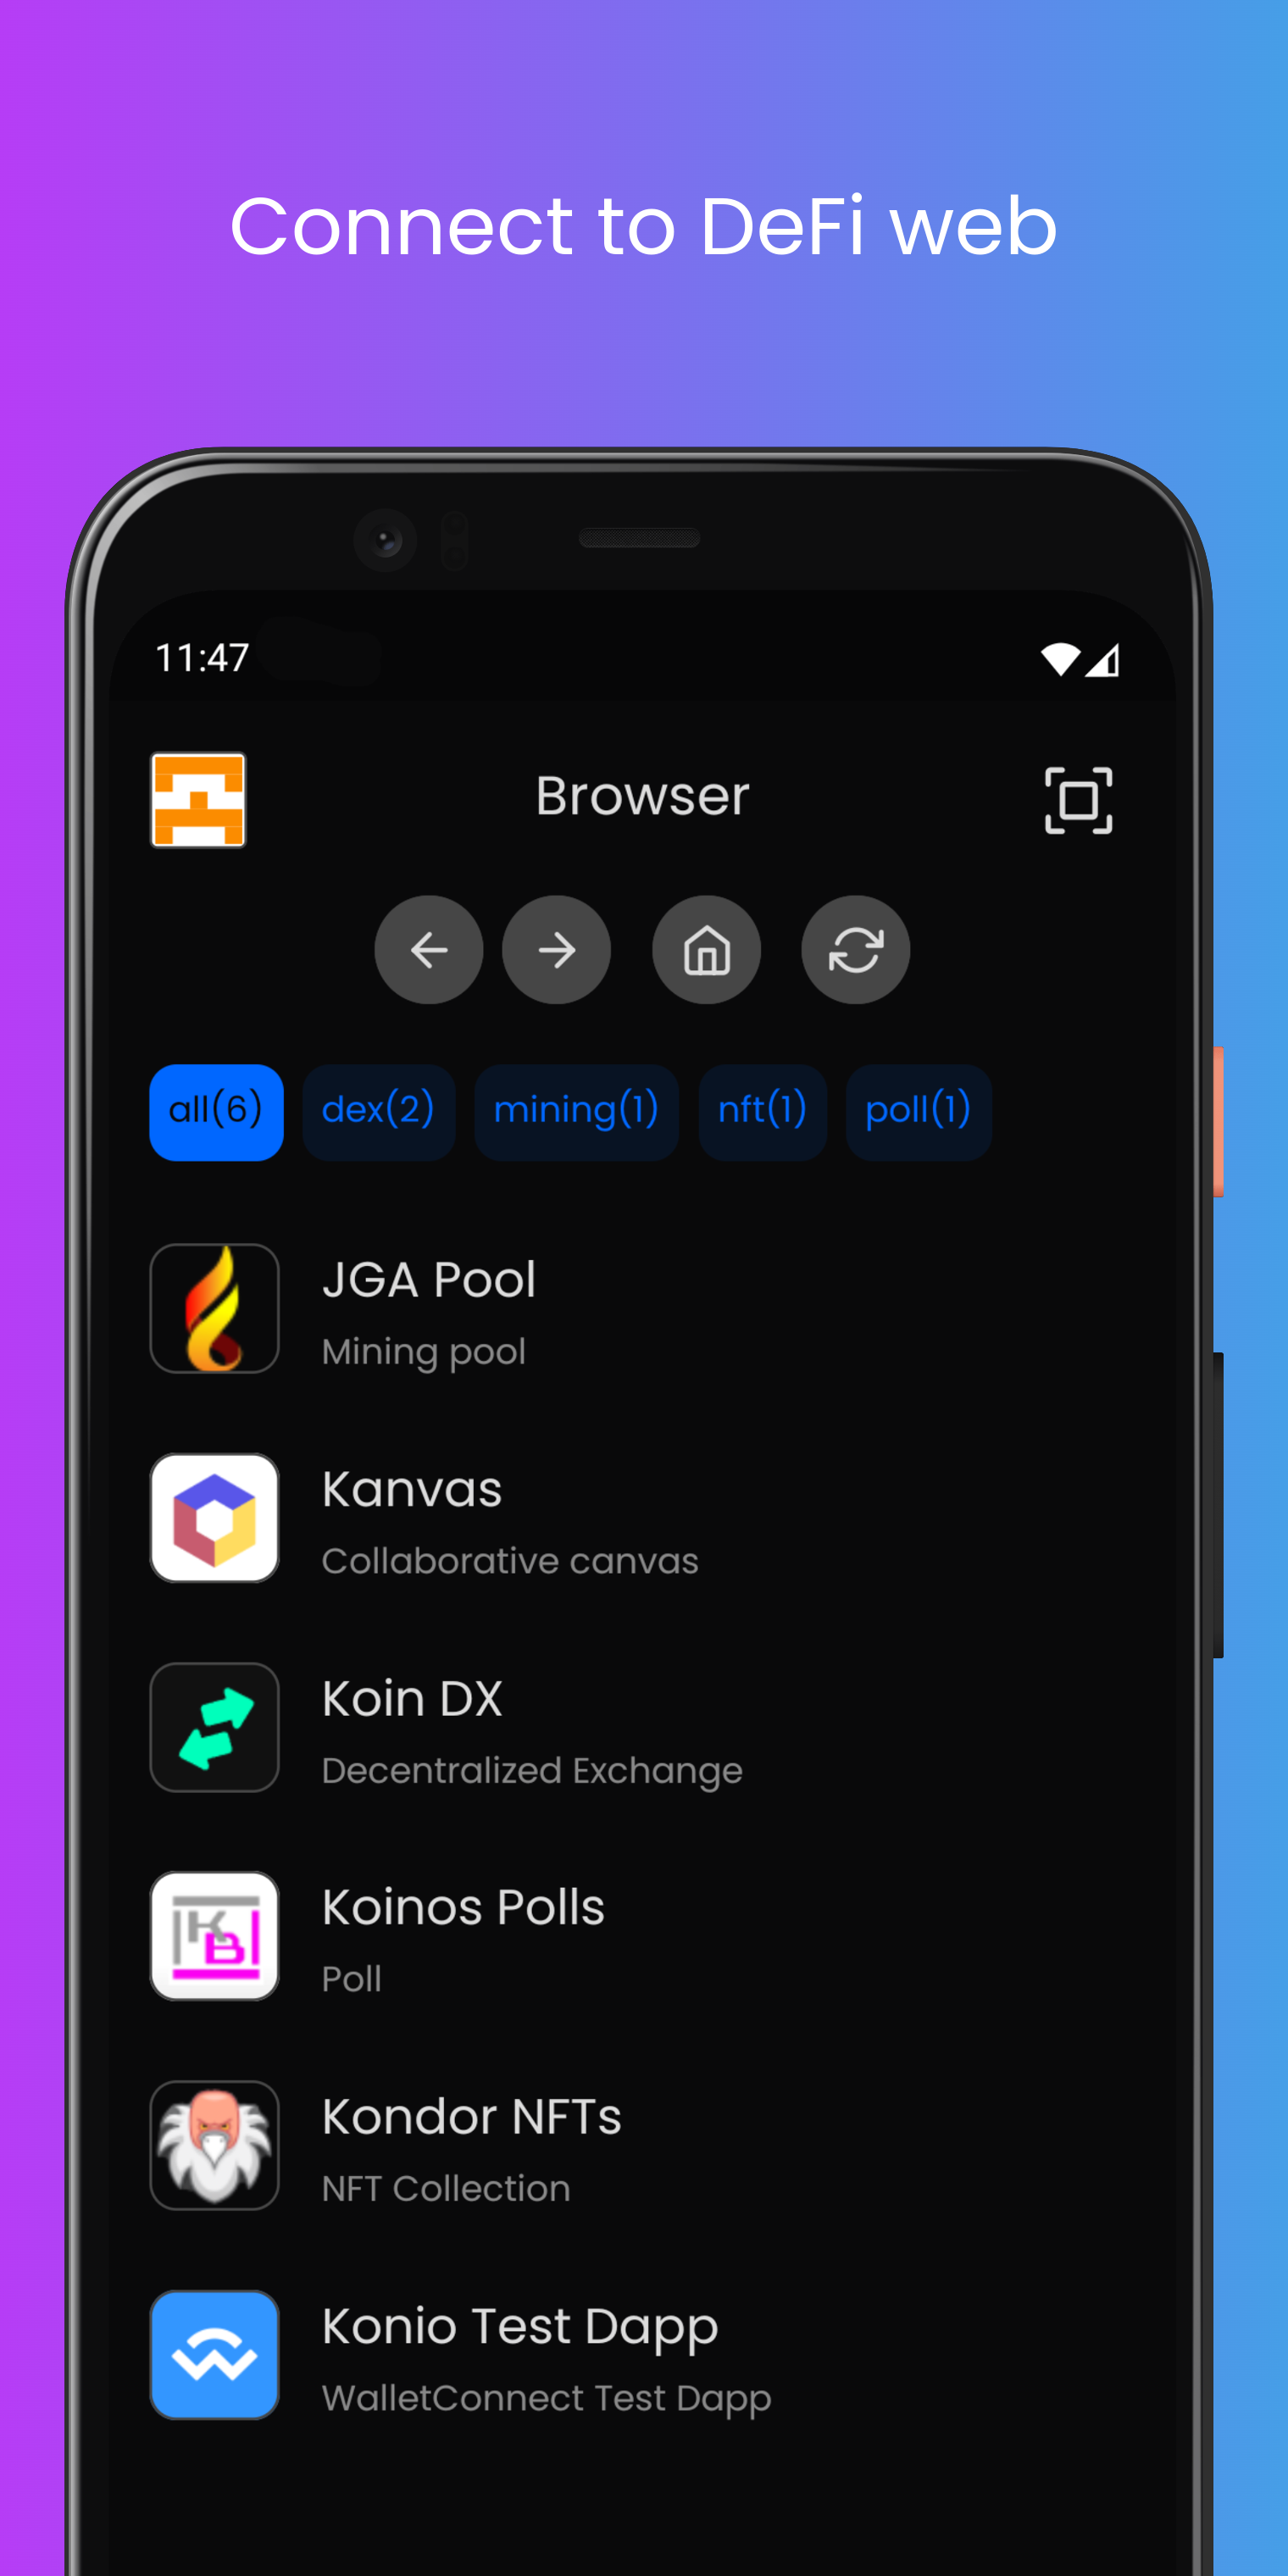 Connect to DeFi web
11:47
Browser
all(6) dex(2) mining(1) nft(1) poll(1)
JGA Pool
Mining pool
Kanvas
Collaborative canvas
Koin DX
Decentralized Exchange
KB
Koinos Polls
Poll
Kondor NFTs
NFT Collection
Konio Test Dapp
WalletConnect Test Dapp